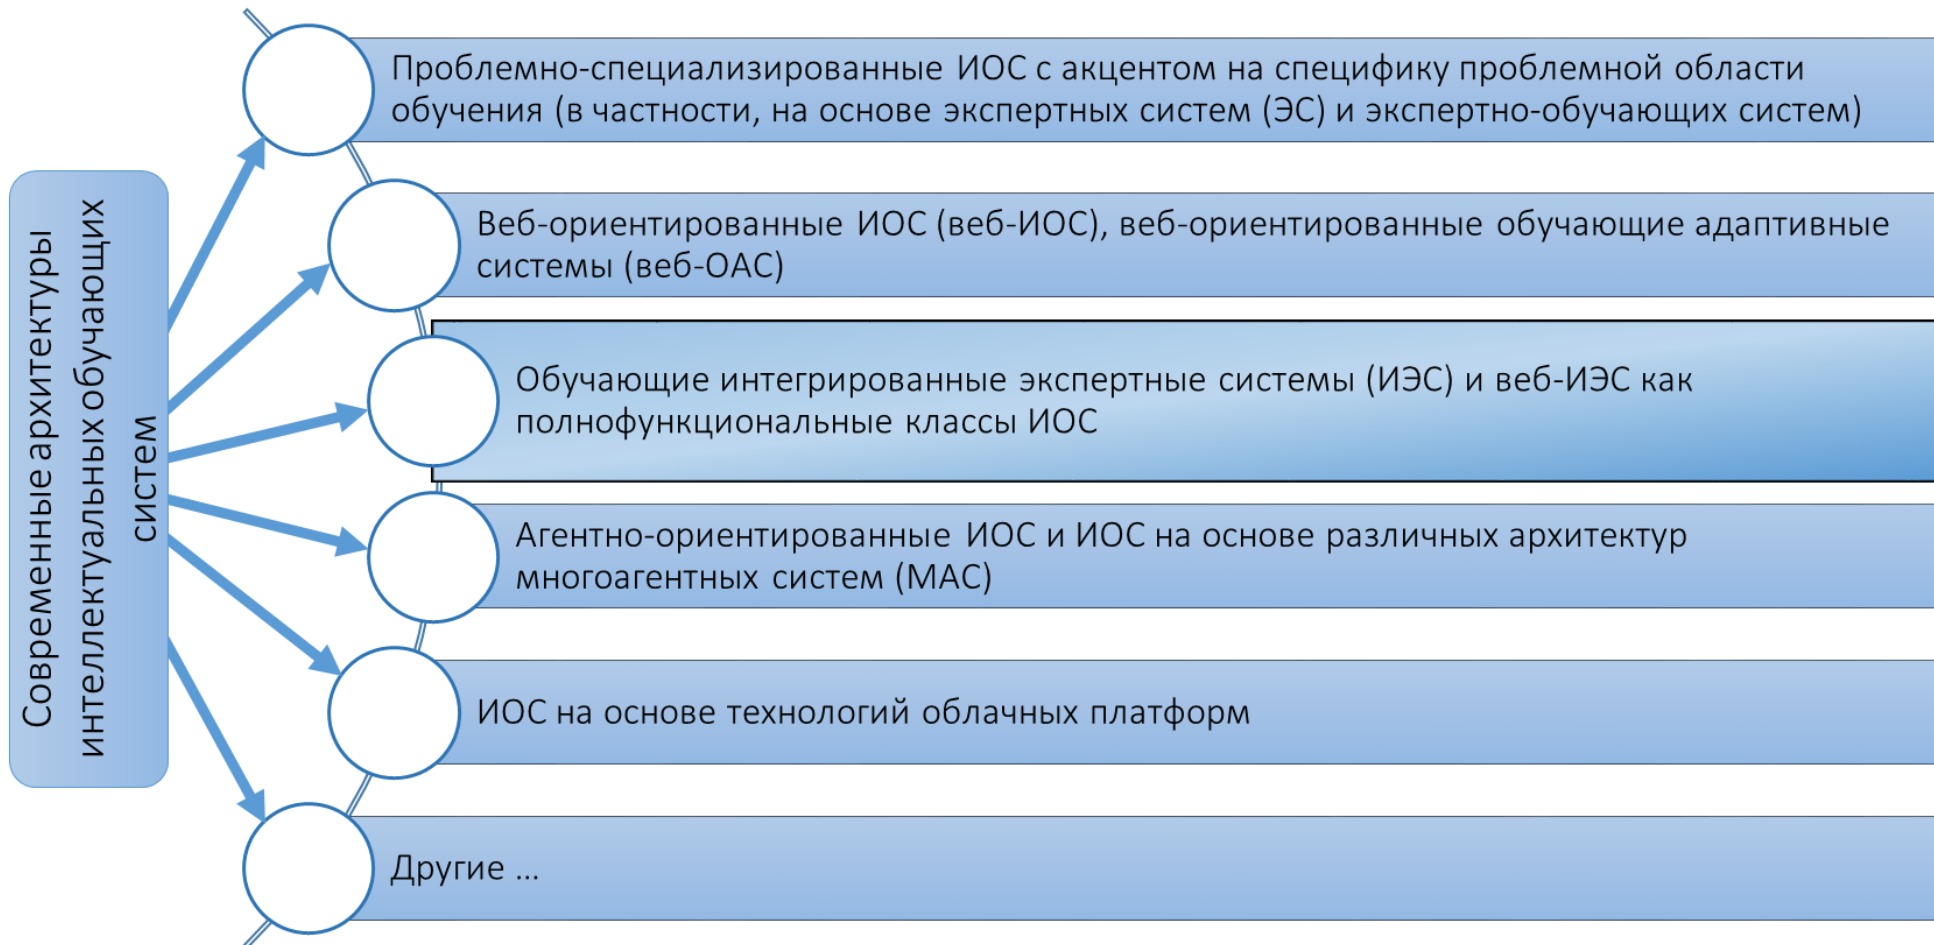 Современные архитектуры
интеллектуальных обучающих
систем
Проблемно-специализированные ИОС с акцентом на специфику проблемной области
обучения (в частности, на основе экспертных систем (ЭС) и экспертно-обучающих систем)
Веб-ориентированные ИОС (веб-ИОС), веб-ориентированные обучающие адаптивные
системы (веб-ОАС)
Обучающие интегрированные экспертные системы (ИЭС) и веб-ИЭС как
полнофункциональные классы ИОС
Агентно-ориентированные ИОС и ИОС на основе различных архитектур
многоагентных систем (МАС)
ИОС на основе технологий облачных платформ
Другие ...